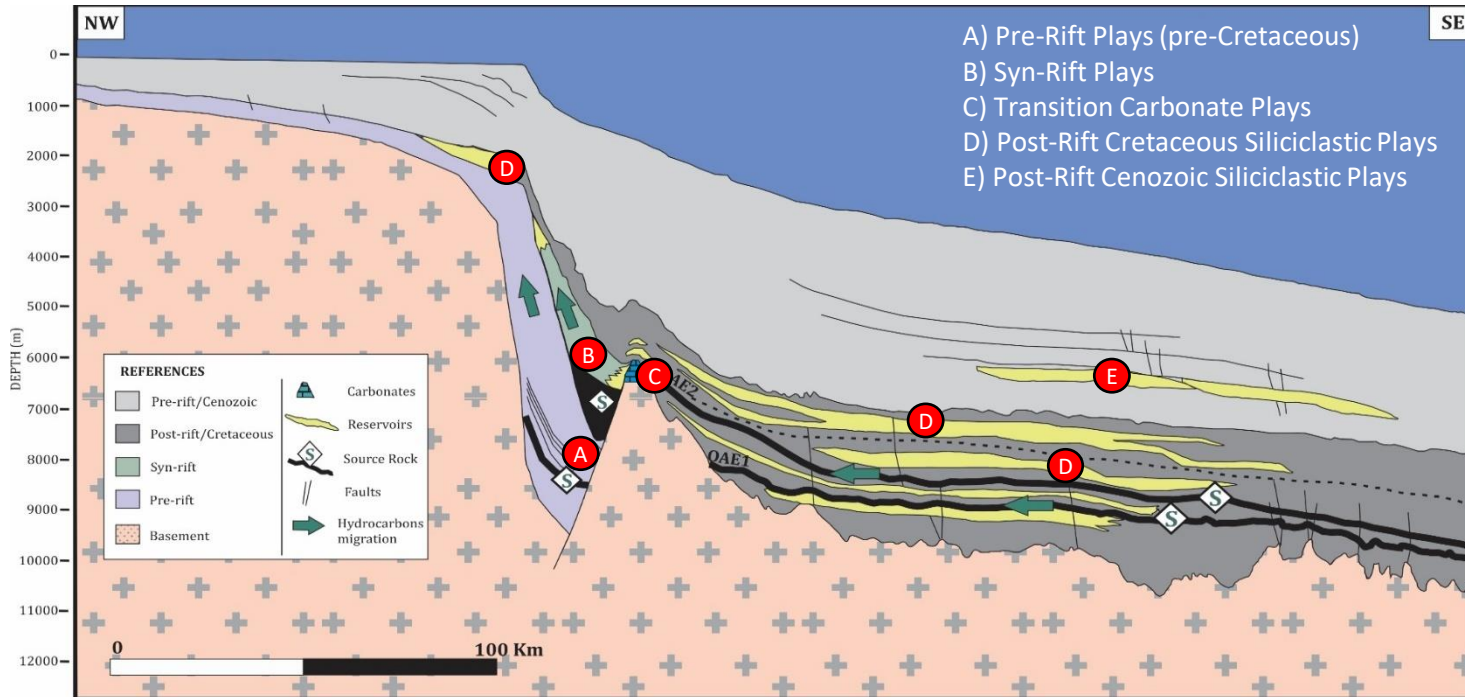 NW
SE
A) Pre-Rift Plays (pre-Cretaceous)
B) Syn-Rift Plays
C) Transition Carbonate Plays
D) Post-Rift Cretaceous Siliciclastic Plays
E) Post-Rift Cenozoic Siliciclastic Plays
DEPTH (m)
0
1000
2000
3000
4000
5000
6000
7000
8000
9000
10000
11000
12000
D
B
S
C
AE2
E
D
D
A
S
OAE1
S
S
REFERENCES
Pre-rift/Cenozoic
Post-rift/Cretaceous
Syn-rift
Pre-rift
Basement
Carbonates
Reservoirs
S
Source Rock
Faults
Hydrocarbons
migration
0
100 Km